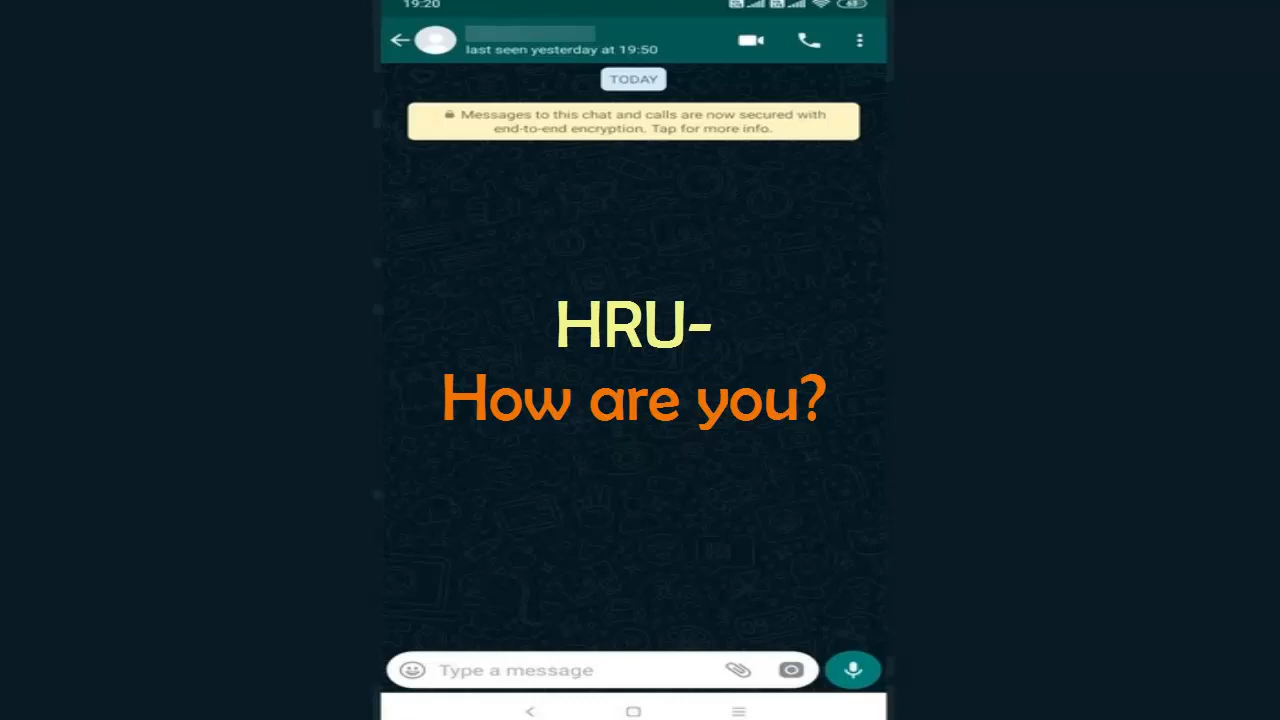 19:20
last seen yesterday at 19:50
TODAY
Messages to this chat and calls are now secured with
end-to-end encryption. Tap for more info.
HRU-
How are you?
Type a message